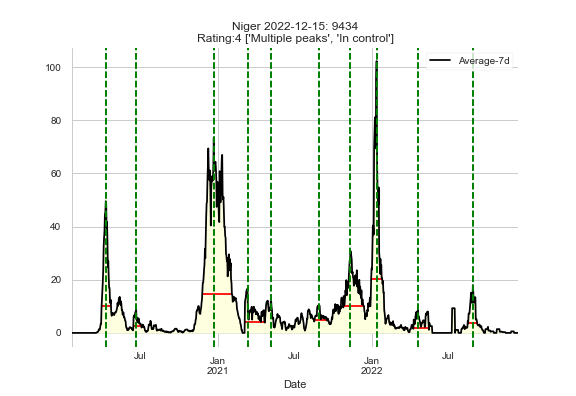 Niger 2022-12-15: 9434
Rating:4 ['Multiple peaks', 'In control']
Average-7d
100
80
60
40
20
0
Jul
Jan
2021
Jul
Jan
2022
Jul
Date